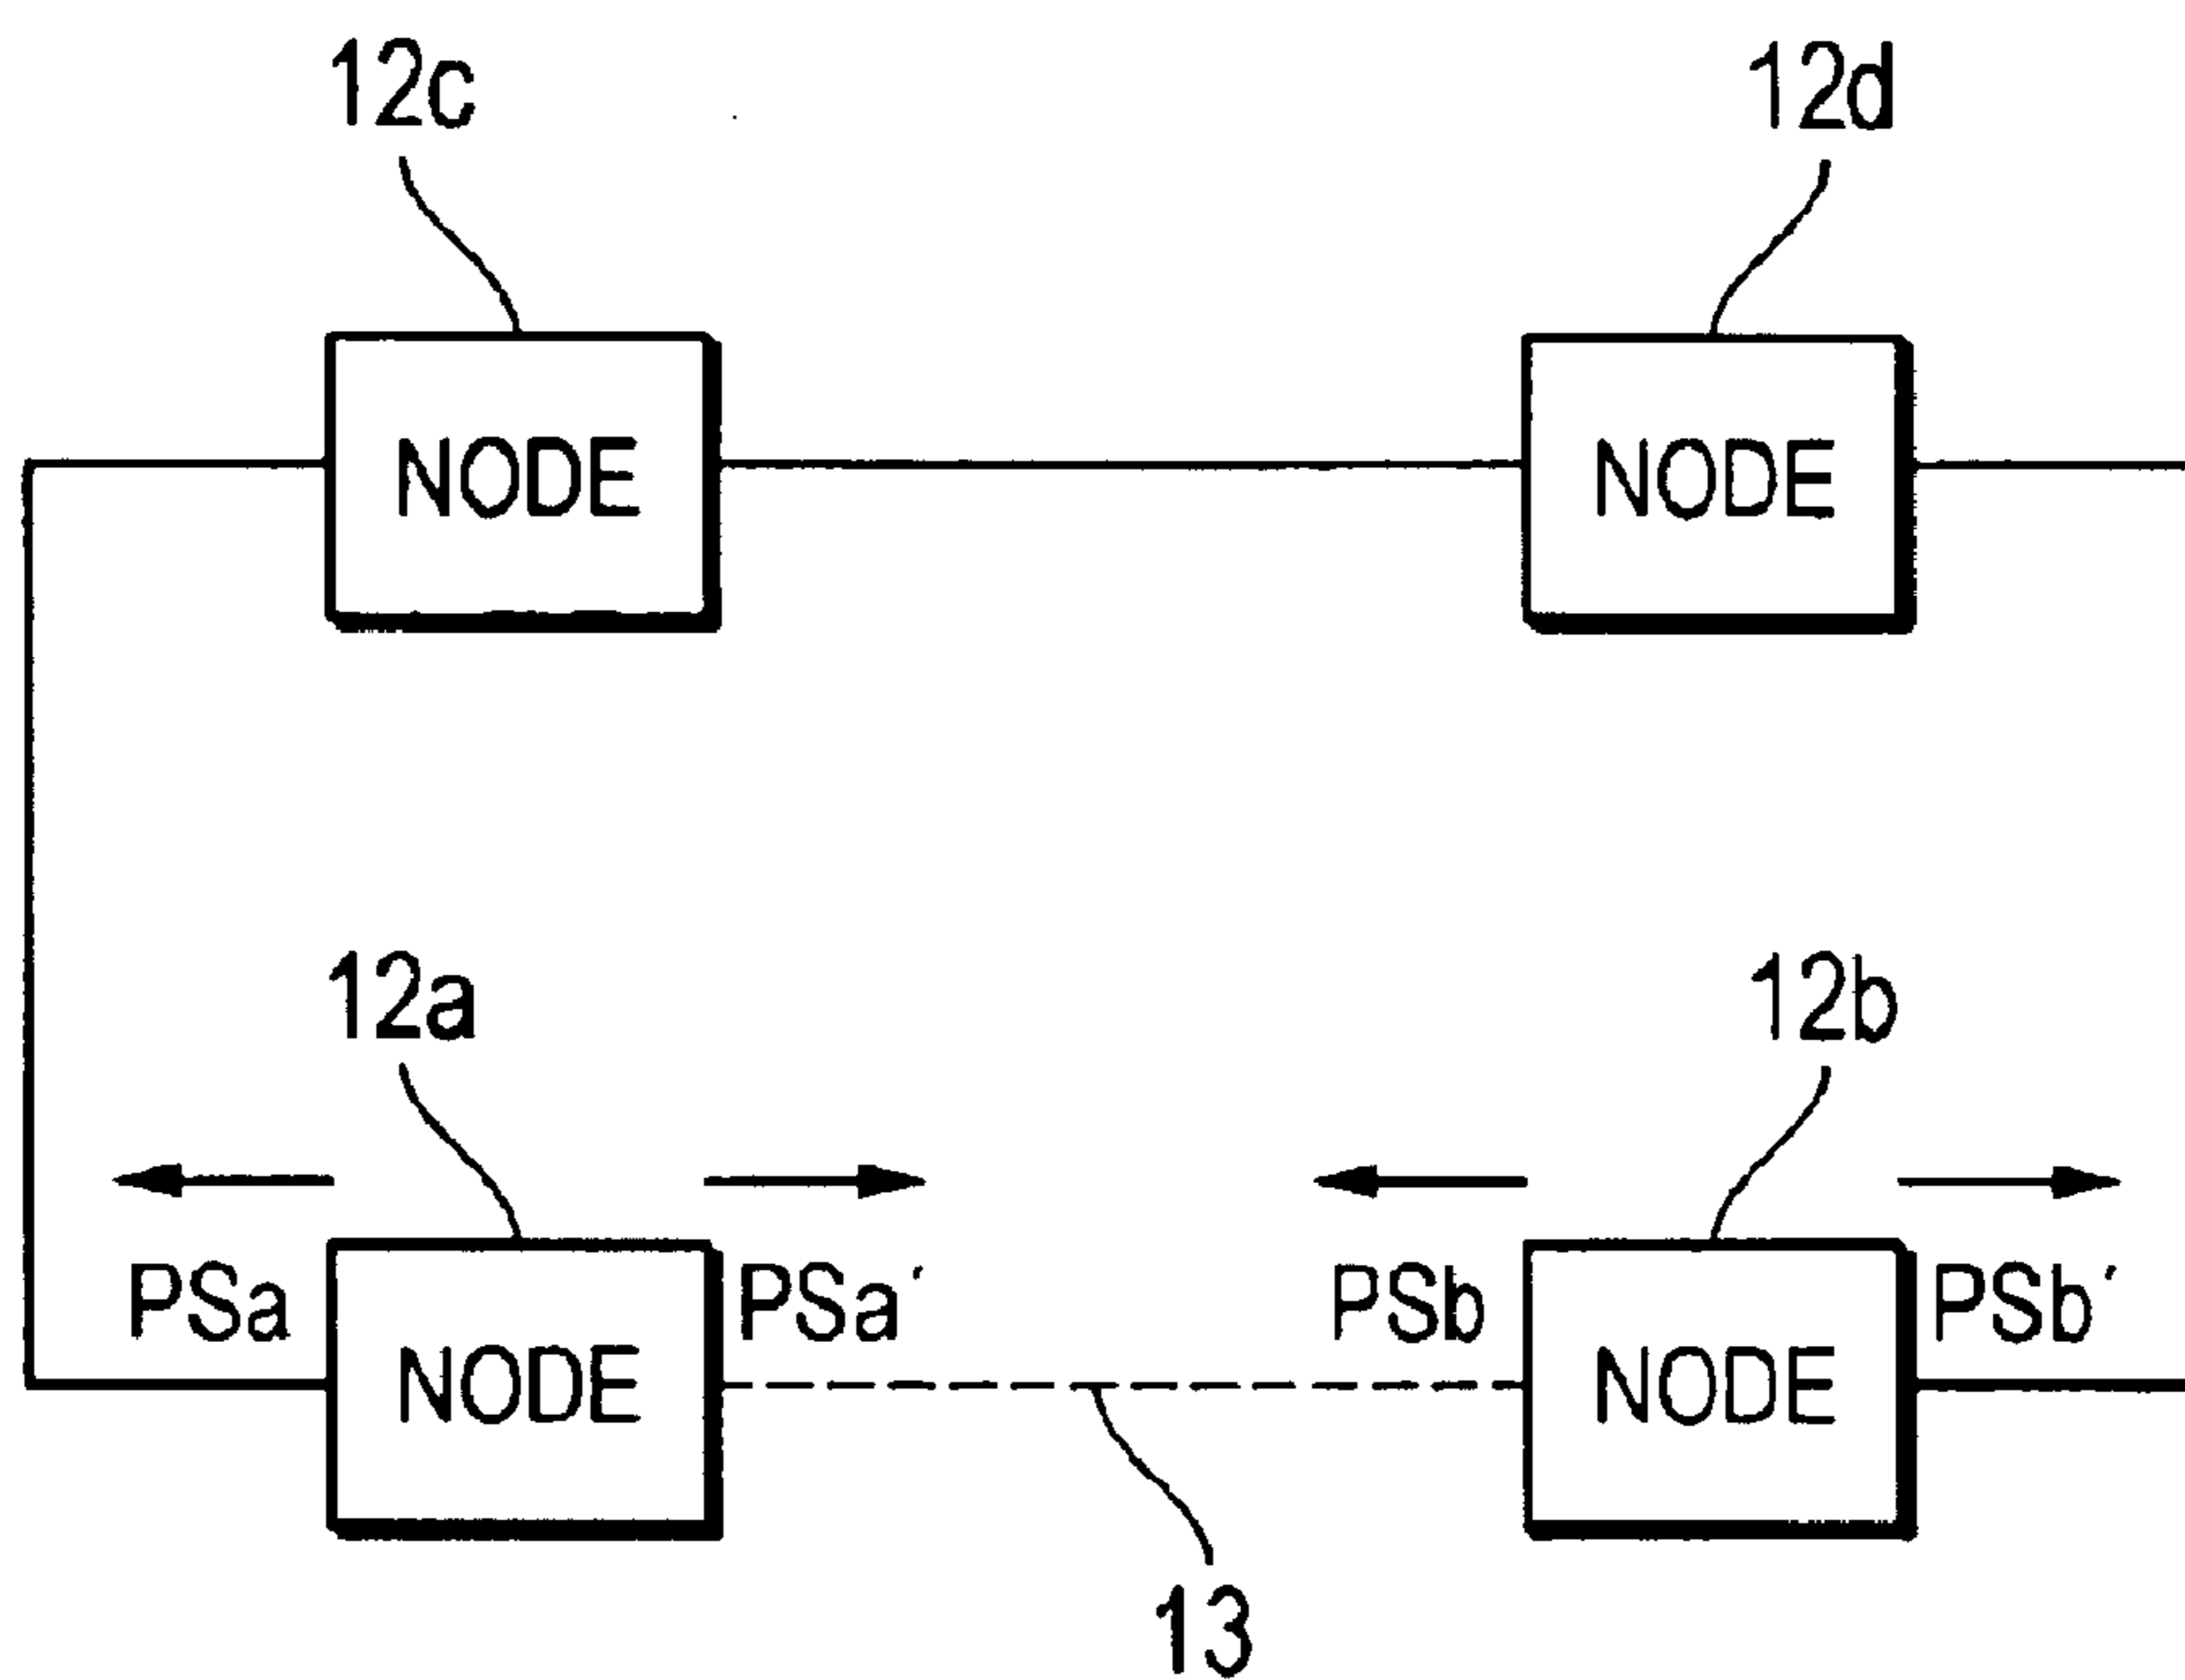 12c 12d
NODE NODE
12a 12b
PSa PSa´ PSb PSb´
NODE NODE
13